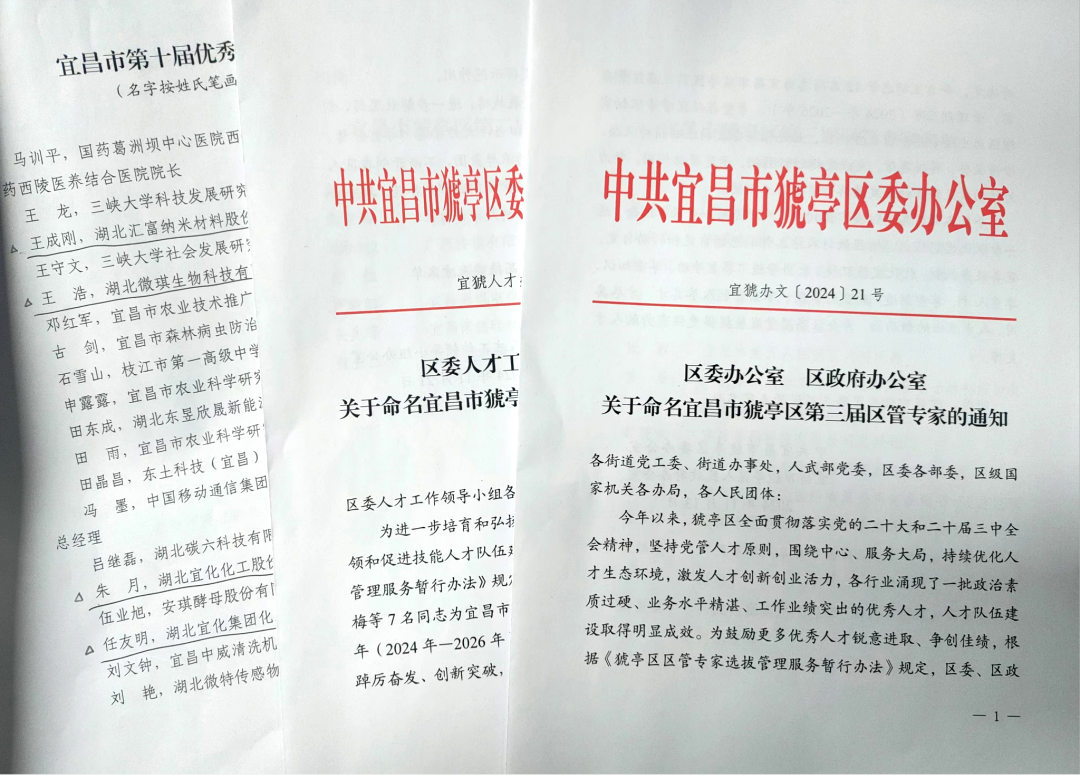 宜昌市第十届优秀
（名字按姓氏笔画
马训平，国药葛洲坝中心医院西
药西陵医养结合医院院长
王　龙，三峡大学科技发展研究
△ 王成刚，湖北汇富纳米材料股份
王守文，三峡大学社会发展研
△ 王　浩，湖北微琪生物科技有
邓红军，宜昌市农业技术推广
古　剑，宜昌市森林病虫防治
石雪山，枝江市第一高级中学
申露露，宜昌市农业科学研究
田东成，湖北东昱欣晟新能
田　雨，宜昌市农业科学研
田晶晶，东土科技（宜昌）
冯　墨，中国移动通信集团
总经理
吕继磊，湖北碳六科技有限
△ 朱　月，湖北宜化化工股份
伍业旭，安琪酵母股份有限
△ 任友明，湖北宜化集团化
刘文钟，宜昌中威清洗机
刘　艳，湖北微特传感物
中共宜昌市猇亭区委
宜猇人才
区委人才工
关于命名宜昌市猇亭
区委人才工作领导小组各
为进一步培育和弘扬
领和促进技能人才队伍建
管理服务暂行办法》规定
梅等 7 名同志为宜昌市
年（2024 年—2026 年
踔厉奋发、创新突破，
中共宜昌市猇亭区委办公室
宜猇办文〔2024〕21 号
区委办公室　区政府办公室
关于命名宜昌市猇亭区第三届区管专家的通知
各街道党工委、街道办事处，人武部党委，区委各部委，区级国
家机关各办局，各人民团体：
今年以来，猇亭区全面贯彻落实党的二十大和二十届三中全
会精神，坚持党管人才原则，围绕中心、服务大局，持续优化人
才生态环境，激发人才创新创业活力，各行业涌现了一批政治素
质过硬、业务水平精湛、工作业绩突出的优秀人才，人才队伍建
设取得明显成效。为鼓励更多优秀人才锐意进取、争创佳绩，根
据《猇亭区区管专家选拔管理服务暂行办法》规定，区委、区政
— 1 —